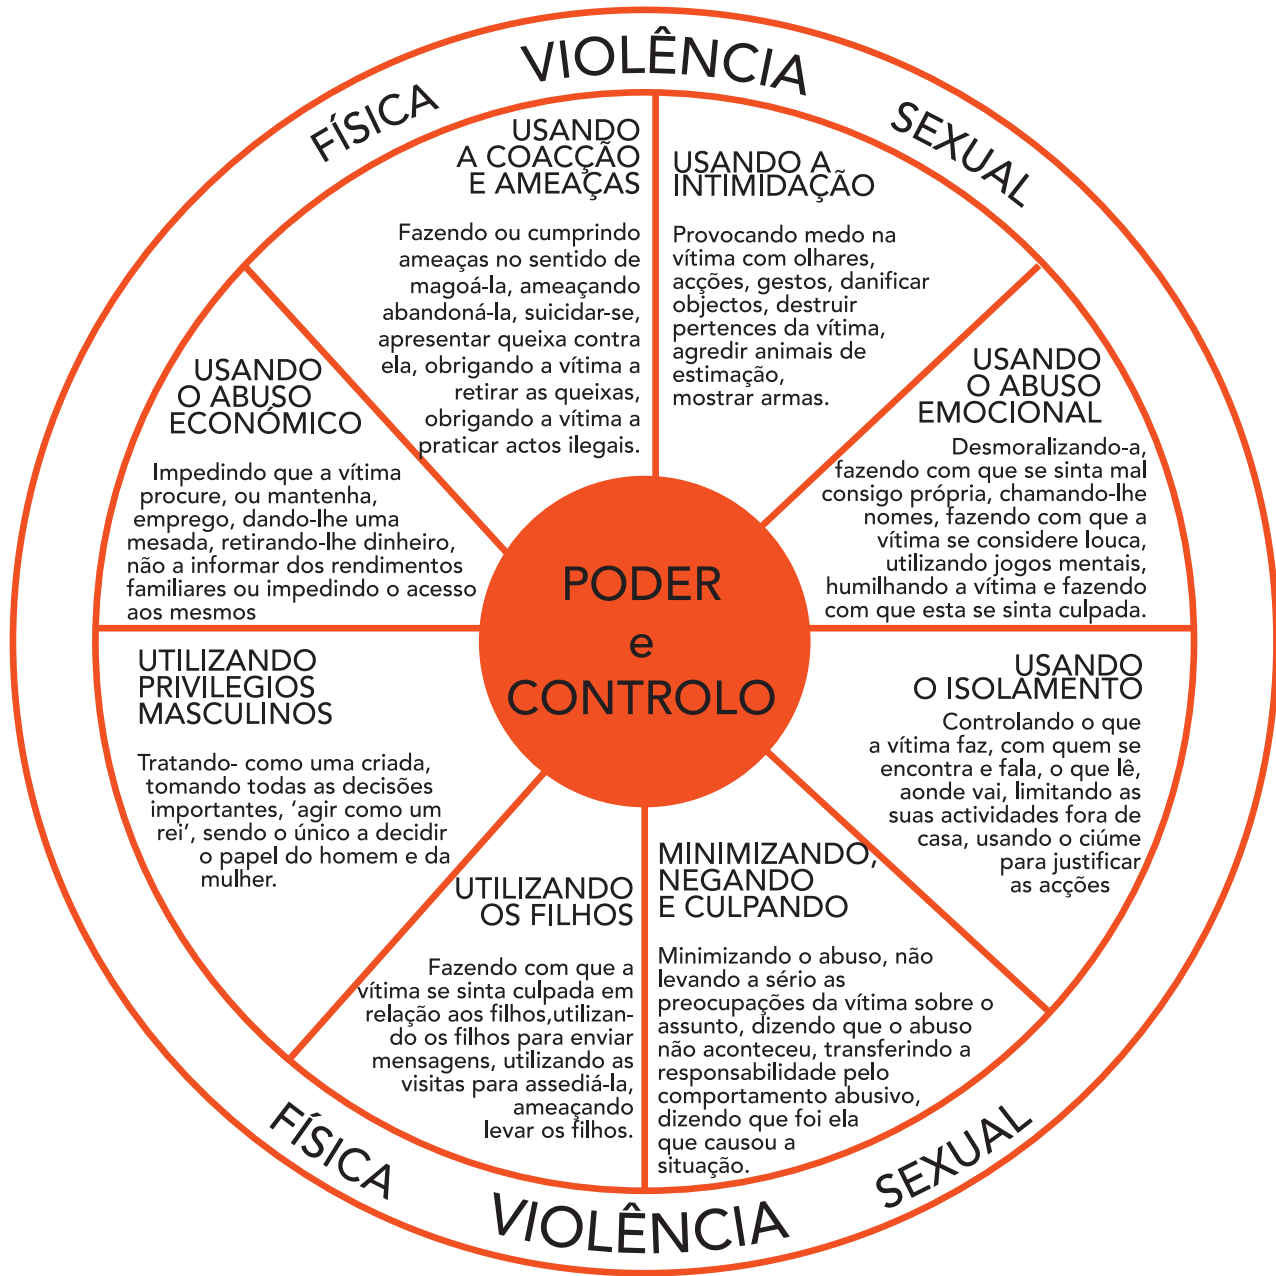 VIOLÊNCIA
FÍSICA
SEXUAL
USANDO
A COACÇÃO
E AMEAÇAS
Fazendo ou cumprindo
ameaças no sentido de
magoá-la, ameaçando
abandoná-la, suicidar-se,
apresentar queixa contra
ela, obrigando a vítima a
retirar as queixas,
obrigando a vítima a
praticar actos ilegais.
USANDO A
INTIMIDAÇÃO
Provocando medo na
vítima com olhares,
acções, gestos, danificar
objectos, destruir
pertences da vítima,
agredir animais de
estimação,
mostrar armas.
USANDO
O ABUSO
EMOCIONAL
Desmoralizando-a,
fazendo com que se sinta mal
consigo própria, chamando-lhe
nomes, fazendo com que a
vítima se considere louca,
utilizando jogos mentais,
humilhando a vítima e fazendo
com que esta se sinta culpada.
USANDO
O ISOLAMENTO
Controlando o que
a vítima faz, com quem se
encontra e fala, o que lê,
aonde vai, limitando as
suas actividades fora de
casa, usando o ciúme
para justificar
as acções
MINIMIZANDO,
NEGANDO
E CULPANDO
Minimizando o abuso, não
levando a sério as
preocupações da vítima sobre o
assunto, dizendo que o abuso
não aconteceu, transferindo a
responsabilidade pelo
comportamento abusivo,
dizendo que foi ela
que causou a
situação.
UTILIZANDO
OS FILHOS
Fazendo com que a
vítima se sinta culpada em
relação aos filhos,utilizan-
do os filhos para enviar
mensagens, utilizando as
visitas para assediá-la,
ameaçando
levar os filhos.
UTILIZANDO
PRIVILEGIOS
MASCULINOS
Tratando- como uma criada,
tomando todas as decisões
importantes, ‘agir como um
rei’, sendo o único a decidir
o papel do homem e da
mulher.
USANDO
O ABUSO
ECONÓMICO
Impedindo que a vítima
procure, ou mantenha,
emprego, dando-lhe uma
mesada, retirando-lhe dinheiro,
não a informar dos rendimentos
familiares ou impedindo o acesso
aos mesmos
PODER
e
CONTROLO
FÍSICA
VIOLÊNCIA
SEXUAL